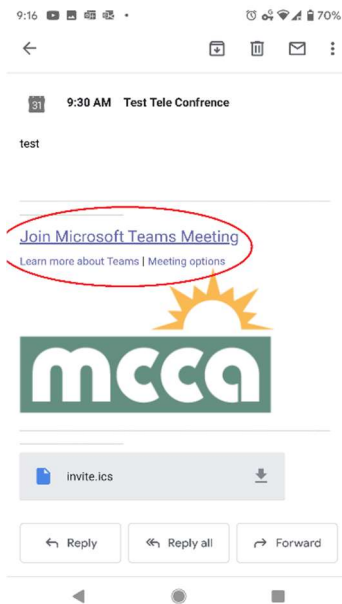 9:16 70%
31 9:30 AM Test Tele Confrence
test
Join Microsoft Teams Meeting
Learn more about Teams | Meeting options
mcca
invite.ics
Reply Reply all Forward